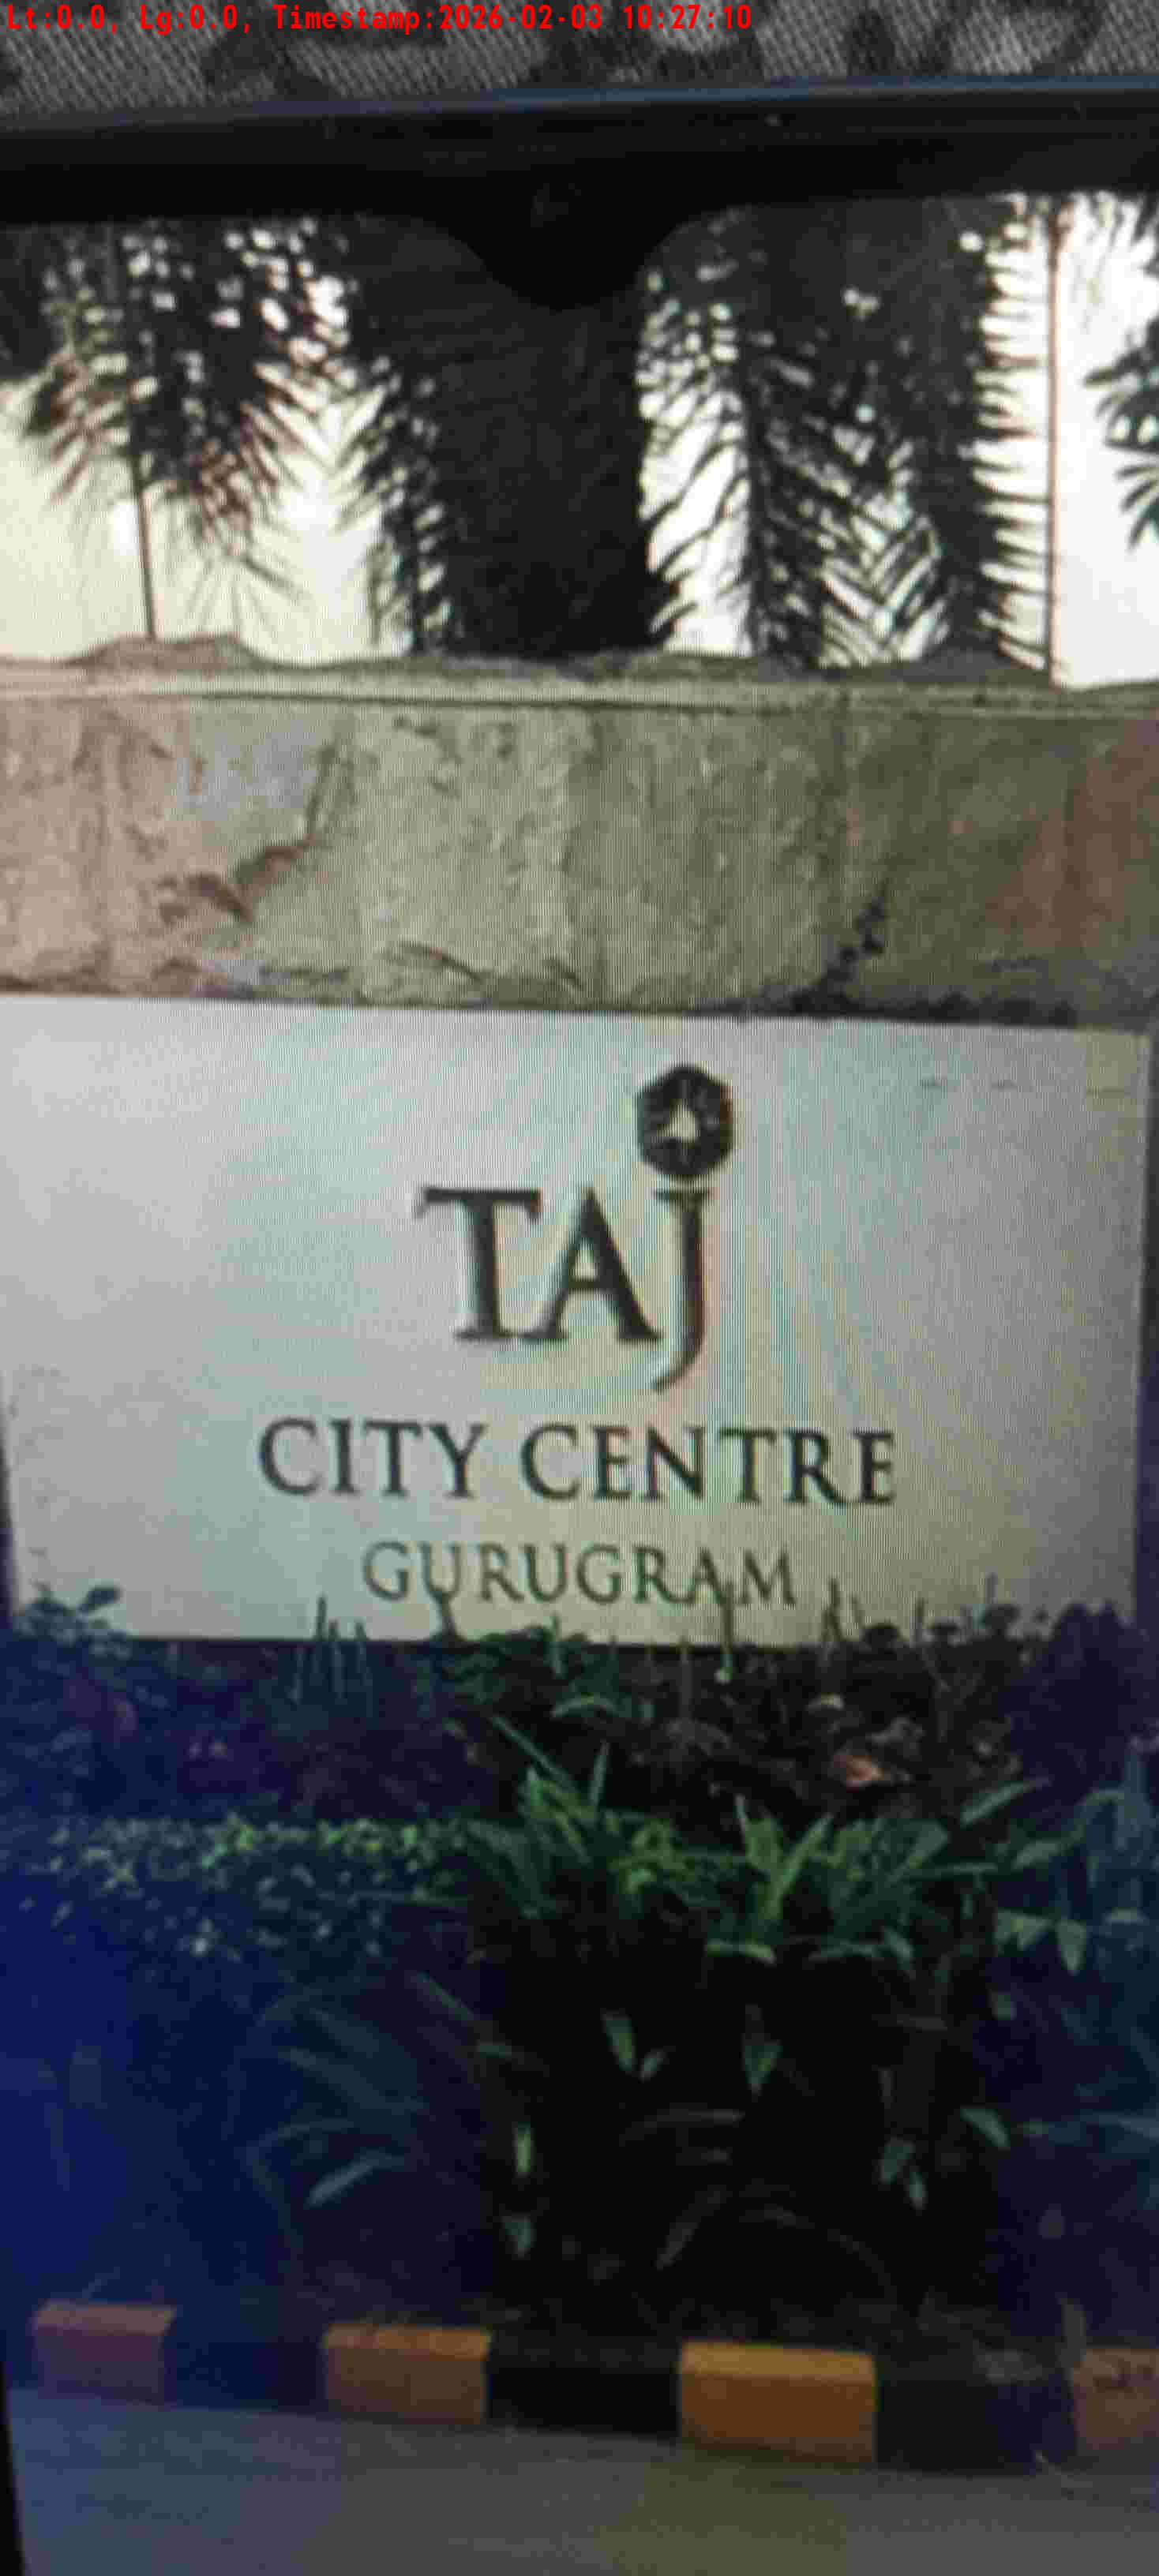 Lt:0.0, Lg:0.0, Timestamp:2026-02-03 10:27:10
TAJ
CITY CENTRE
GURUGRAM